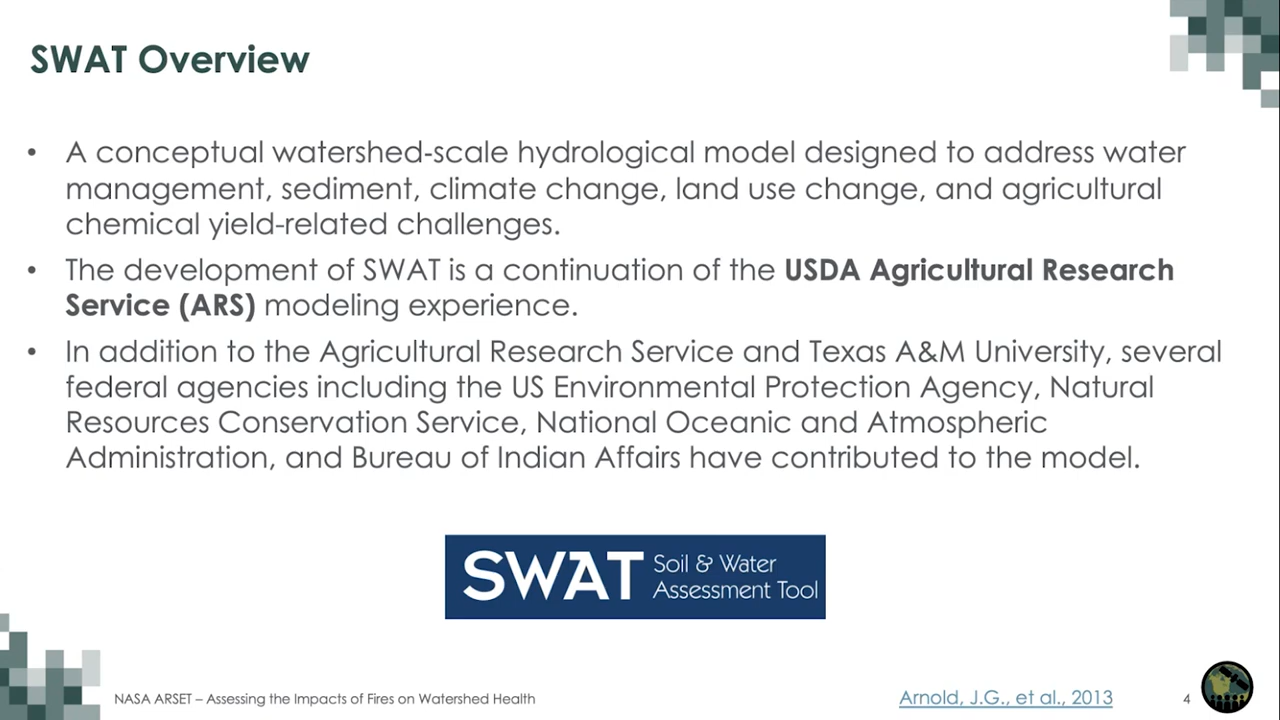 SWAT Overview
• A conceptual watershed-scale hydrological model designed to address water
management, sediment, climate change, land use change, and agricultural
chemical yield-related challenges.
• The development of SWAT is a continuation of the USDA Agricultural Research
Service (ARS) modeling experience.
• In addition to the Agricultural Research Service and Texas A&M University, several
federal agencies including the US Environmental Protection Agency, Natural
Resources Conservation Service, National Oceanic and Atmospheric
Administration, and Bureau of Indian Affairs have contributed to the model.
SWAT Soil & Water
Assessment Tool
NASA ARSET – Assessing the Impacts of Fires on Watershed Health
Arnold, J.G., et al., 2013
4